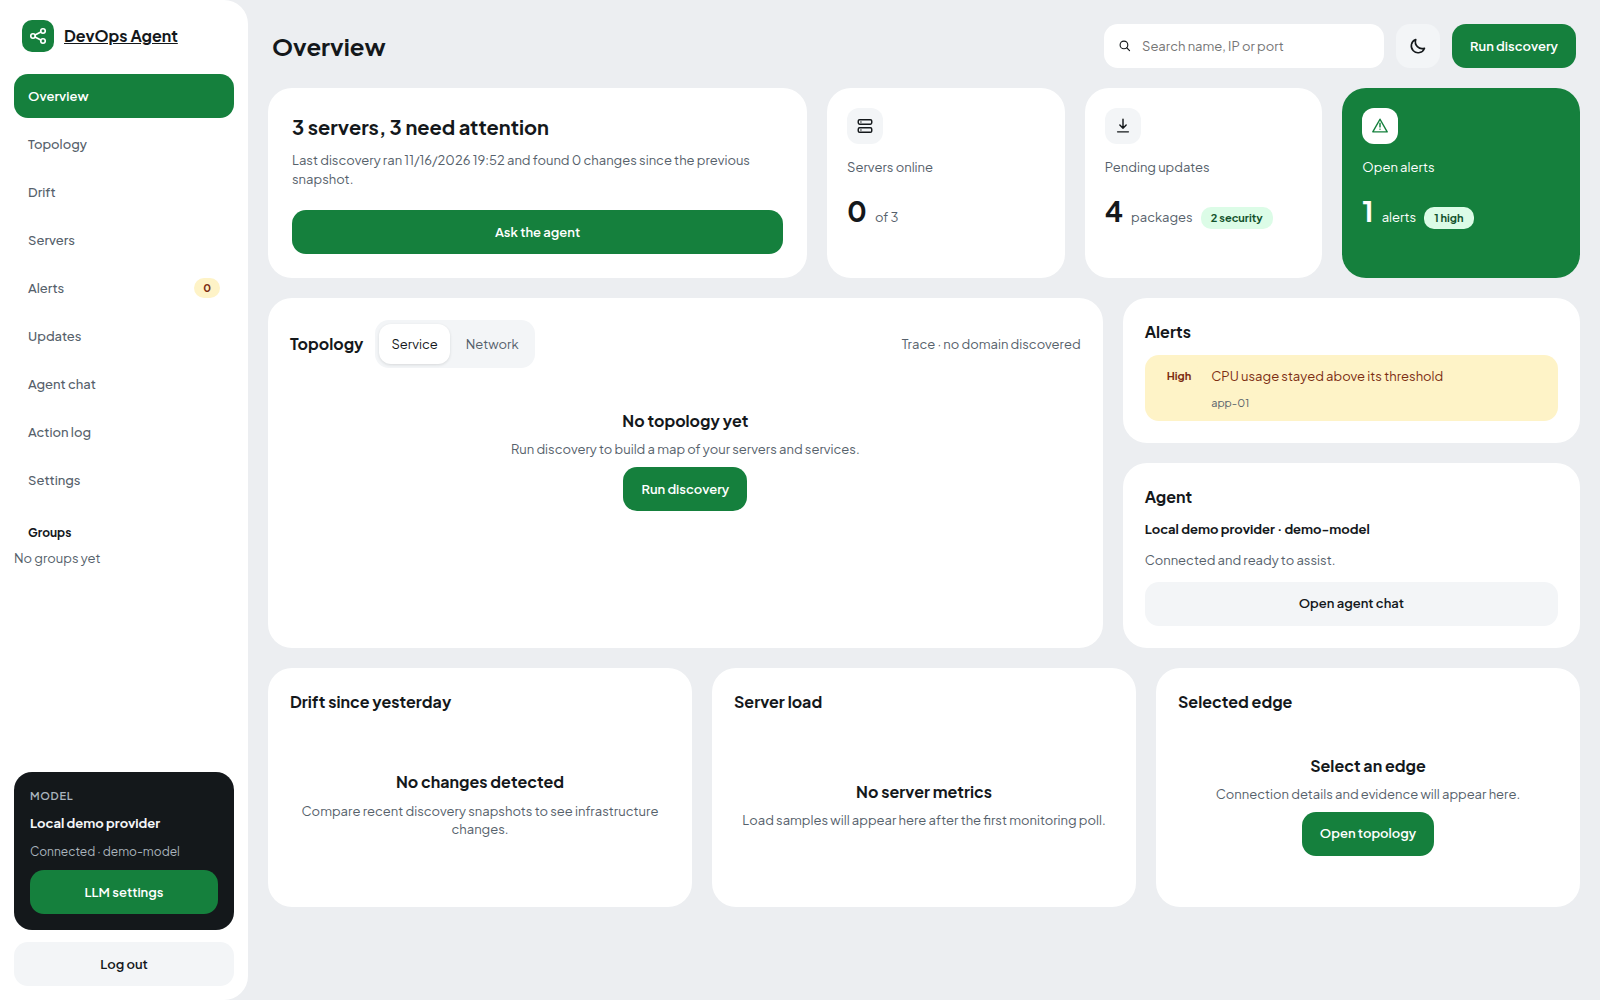 DevOps Agent
Overview
Topology
Drift
Servers
Alerts 0
Updates
Agent chat
Action log
Settings
Groups
No groups yet
MODEL
Local demo provider
Connected · demo-model
LLM settings
Log out
Overview
Search name, IP or port
Run discovery
3 servers, 3 need attention
Last discovery ran 11/16/2026 19:52 and found 0 changes since the previous
snapshot.
Ask the agent
Servers online
0 of 3
Pending updates
4 packages 2 security
Open alerts
1 alerts 1 high
Topology Service Network Trace · no domain discovered
No topology yet
Run discovery to build a map of your servers and services.
Run discovery
Alerts
High CPU usage stayed above its threshold
app-01
Agent
Local demo provider · demo-model
Connected and ready to assist.
Open agent chat
Drift since yesterday
No changes detected
Compare recent discovery snapshots to see infrastructure
changes.
Server load
No server metrics
Load samples will appear here after the first monitoring poll.
Selected edge
Select an edge
Connection details and evidence will appear here.
Open topology